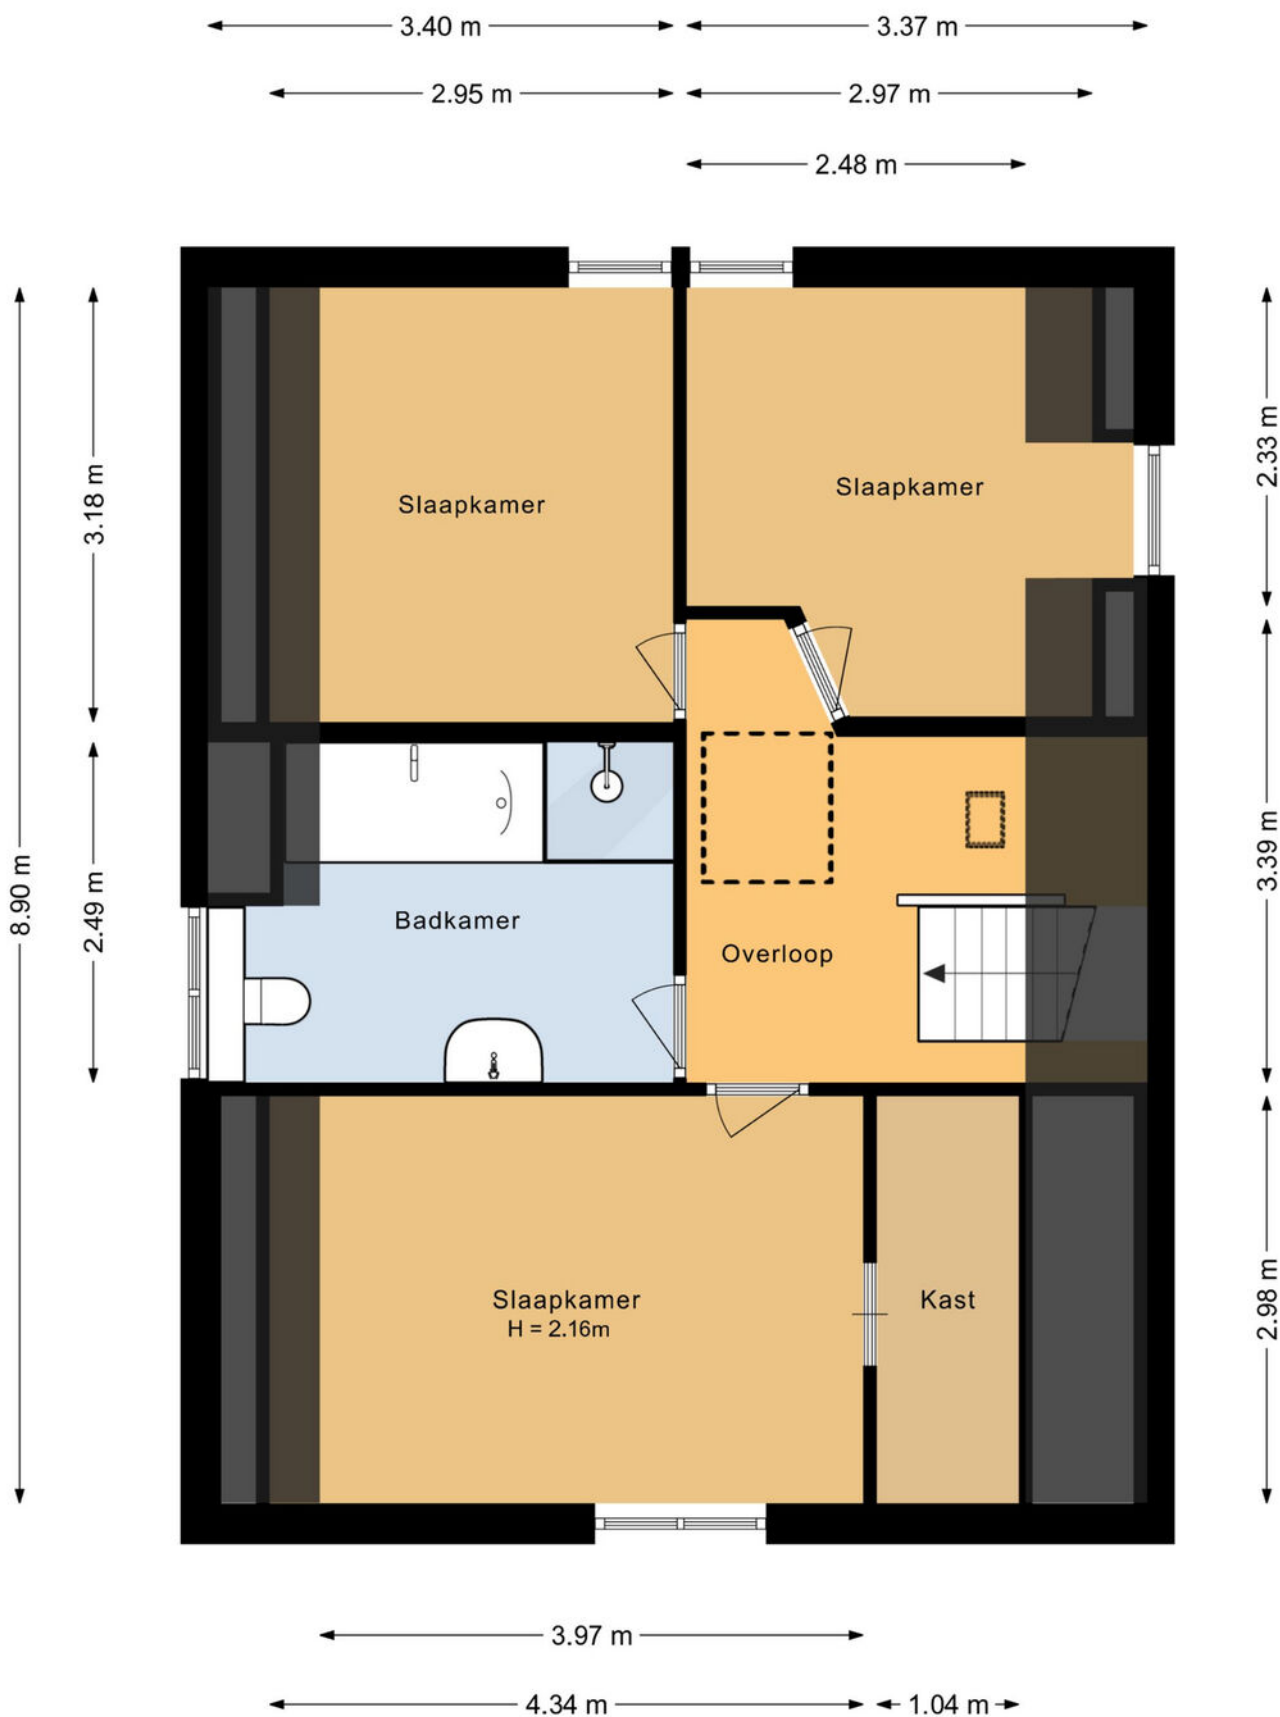 3.40 m
3.37 m
2.95 m
2.97 m
2.48 m
8.90 m
3.18 m
2.49 m
2.33 m
3.39 m
2.98 m
Slaapkamer
Slaapkamer
Badkamer
Overloop
Slaapkamer
H = 2.16m
Kast
3.97 m
4.34 m
1.04 m